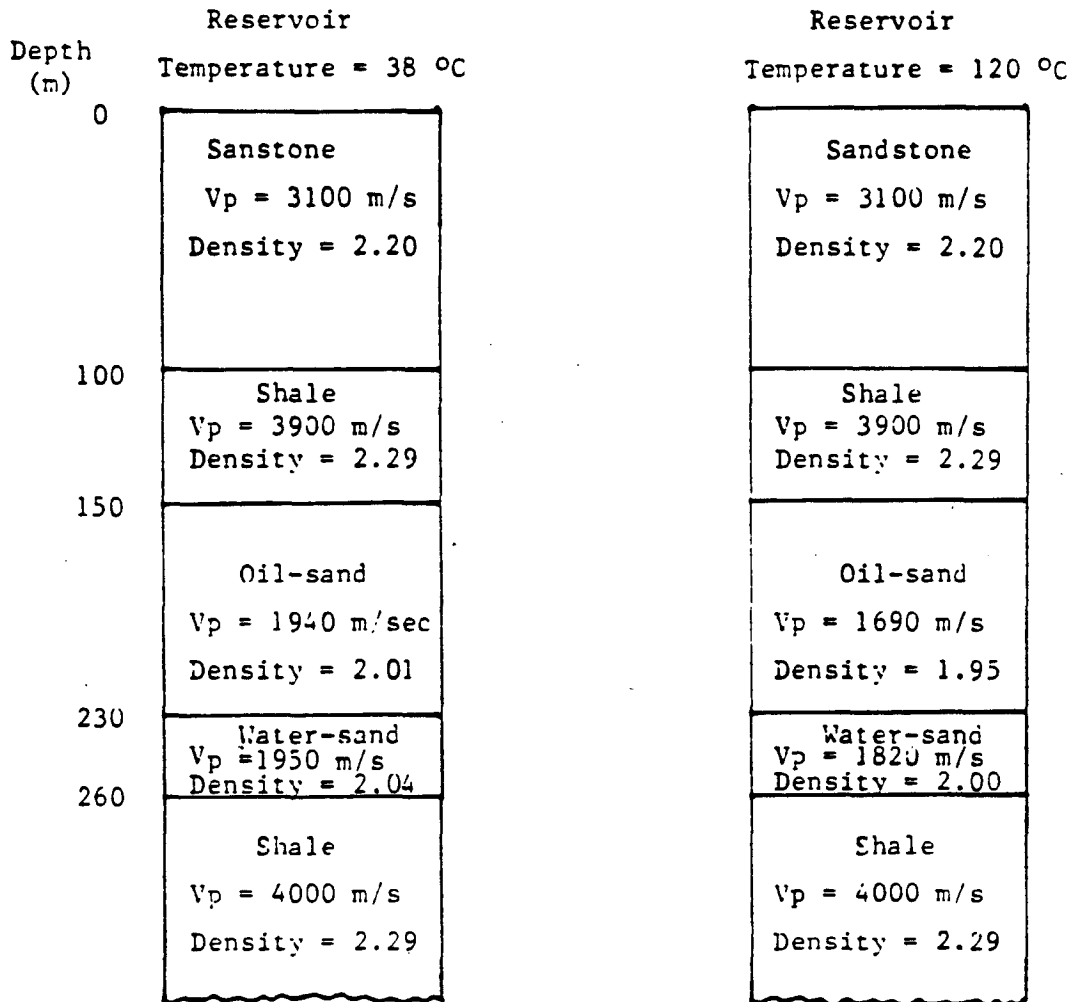 Reservoir
Temperature = 38 °C
Depth
(m)
0
Sanstone
Vp = 3100 m/s
Density = 2.20
100
Shale
Vp = 3900 m/s
Density = 2.29
150
Oil-sand
Vp = 1940 m/sec
Density = 2.01
230
Water-sand
Vp =1950 m/s
Density = 2.04
260
Shale
Vp = 4000 m/s
Density = 2.29
Reservoir
Temperature = 120 °C
Sandstone
Vp = 3100 m/s
Density = 2.20
Shale
Vp = 3900 m/s
Density = 2.29
Oil-sand
Vp = 1690 m/s
Density = 1.95
Water-sand
Vp = 1820 m/s
Density = 2.00
Shale
Vp = 4000 m/s
Density = 2.29